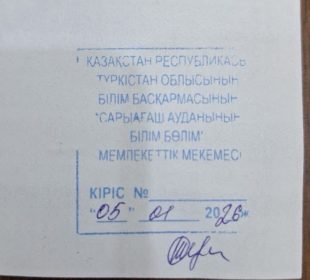 ҚАЗАҚСТАН РЕСПУБЛИКАСЫ
ТҮРКІСТАН ОБЛЫСЫНЫҢ
БІЛІМ БАСҚАРМАСЫНЫҢ
"САРЫАҒАШ АУДАНЫНЫҢ
БІЛІМ БӨЛІМІ"
МЕМЛЕКЕТТІК МЕКЕМЕСІ
КІРІС №
"05" 01 2026ж